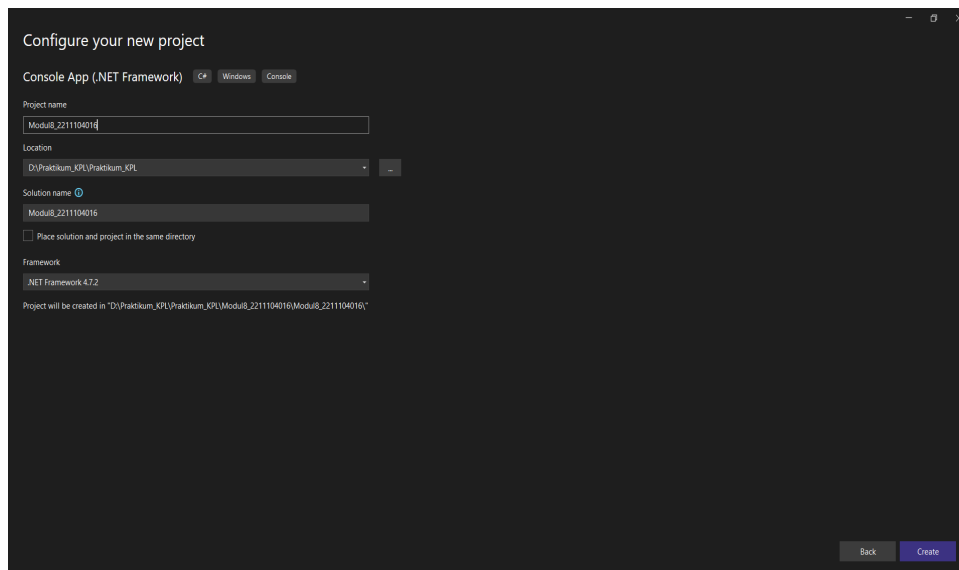 Configure your new project
Console App (.NET Framework) C# Windows Console
Project name
Modul8_2211104016
Location
D:\Praktikum_KPL\Praktikum_KPL
...
Solution name
Modul8_2211104016
Place solution and project in the same directory
Framework
.NET Framework 4.7.2
Project will be created in "D:\Praktikum_KPL\Praktikum_KPL\Modul8_2211104016\Modul8_2211104016\"
Back Create